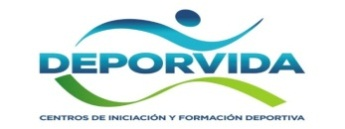 DEPORVIDA
CENTROS DE INICIACIÓN Y FORMACIÓN DEPORTIVA